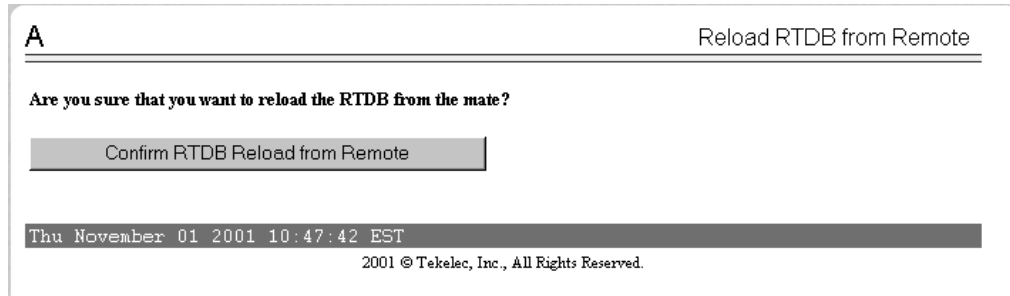 A
Reload RTDB from Remote
Are you sure that you want to reload the RTDB from the mate?
Confirm RTDB Reload from Remote
Thu November 01 2001 10:47:42 EST
2001 © Tekelec, Inc., All Rights Reserved.